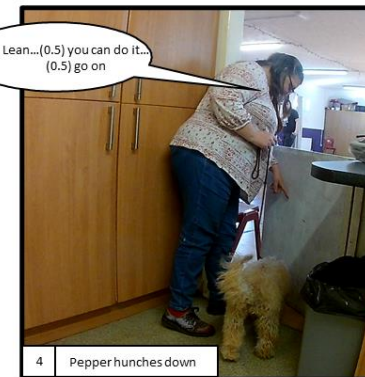 Lean...(0.5) you can do it...
(0.5) go on
4 Pepper hunches down